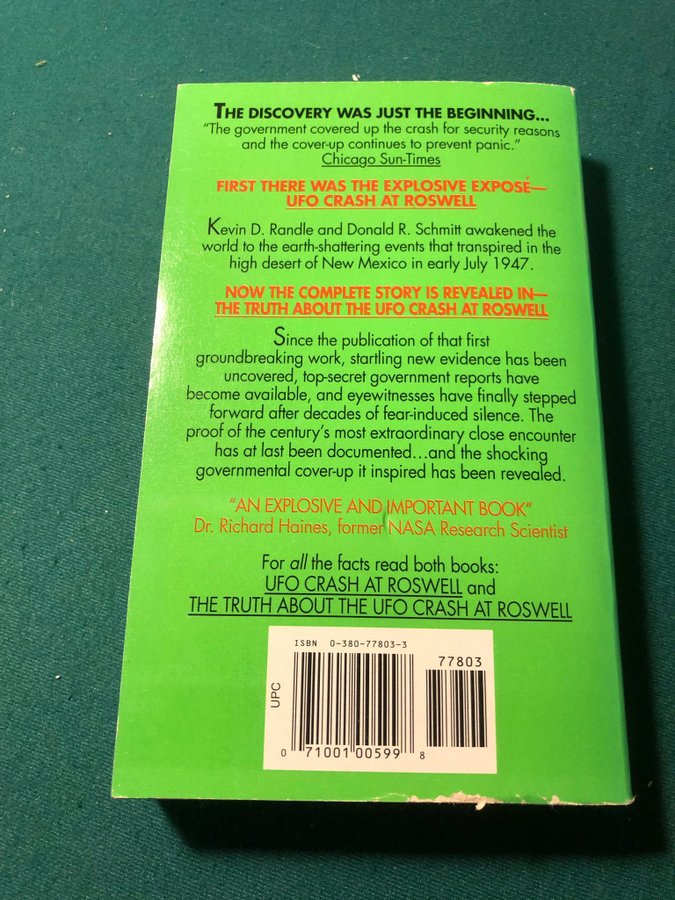 THE DISCOVERY WAS JUST THE BEGINNING...
"The government covered up the crash for security reasons
and the cover-up continues to prevent panic."
Chicago Sun-Times
FIRST THERE WAS THE EXPLOSIVE EXPOSÉ—
UFO CRASH AT ROSWELL
Kevin D. Randle and Donald R. Schmitt awakened the
world to the earth-shattering events that transpired in the
high desert of New Mexico in early July 1947.
NOW THE COMPLETE STORY IS REVEALED IN—
THE TRUTH ABOUT THE UFO CRASH AT ROSWELL
Since the publication of that first
groundbreaking work, startling new evidence has been
uncovered, top-secret government reports have
become available, and eyewitnesses have finally stepped
forward after decades of fear-induced silence. The
proof of the century's most extraordinary close encounter
has at last been documented...and the shocking
governmental cover-up it inspired has been revealed.
"AN EXPLOSIVE AND IMPORTANT BOOK"
Dr. Richard Haines, former NASA Research Scientist
For all the facts read both books:
UFO CRASH AT ROSWELL and
THE TRUTH ABOUT THE UFO CRASH AT ROSWELL
ISBN 0-380-77803-3
77803
UPC
0 71001 00599 8